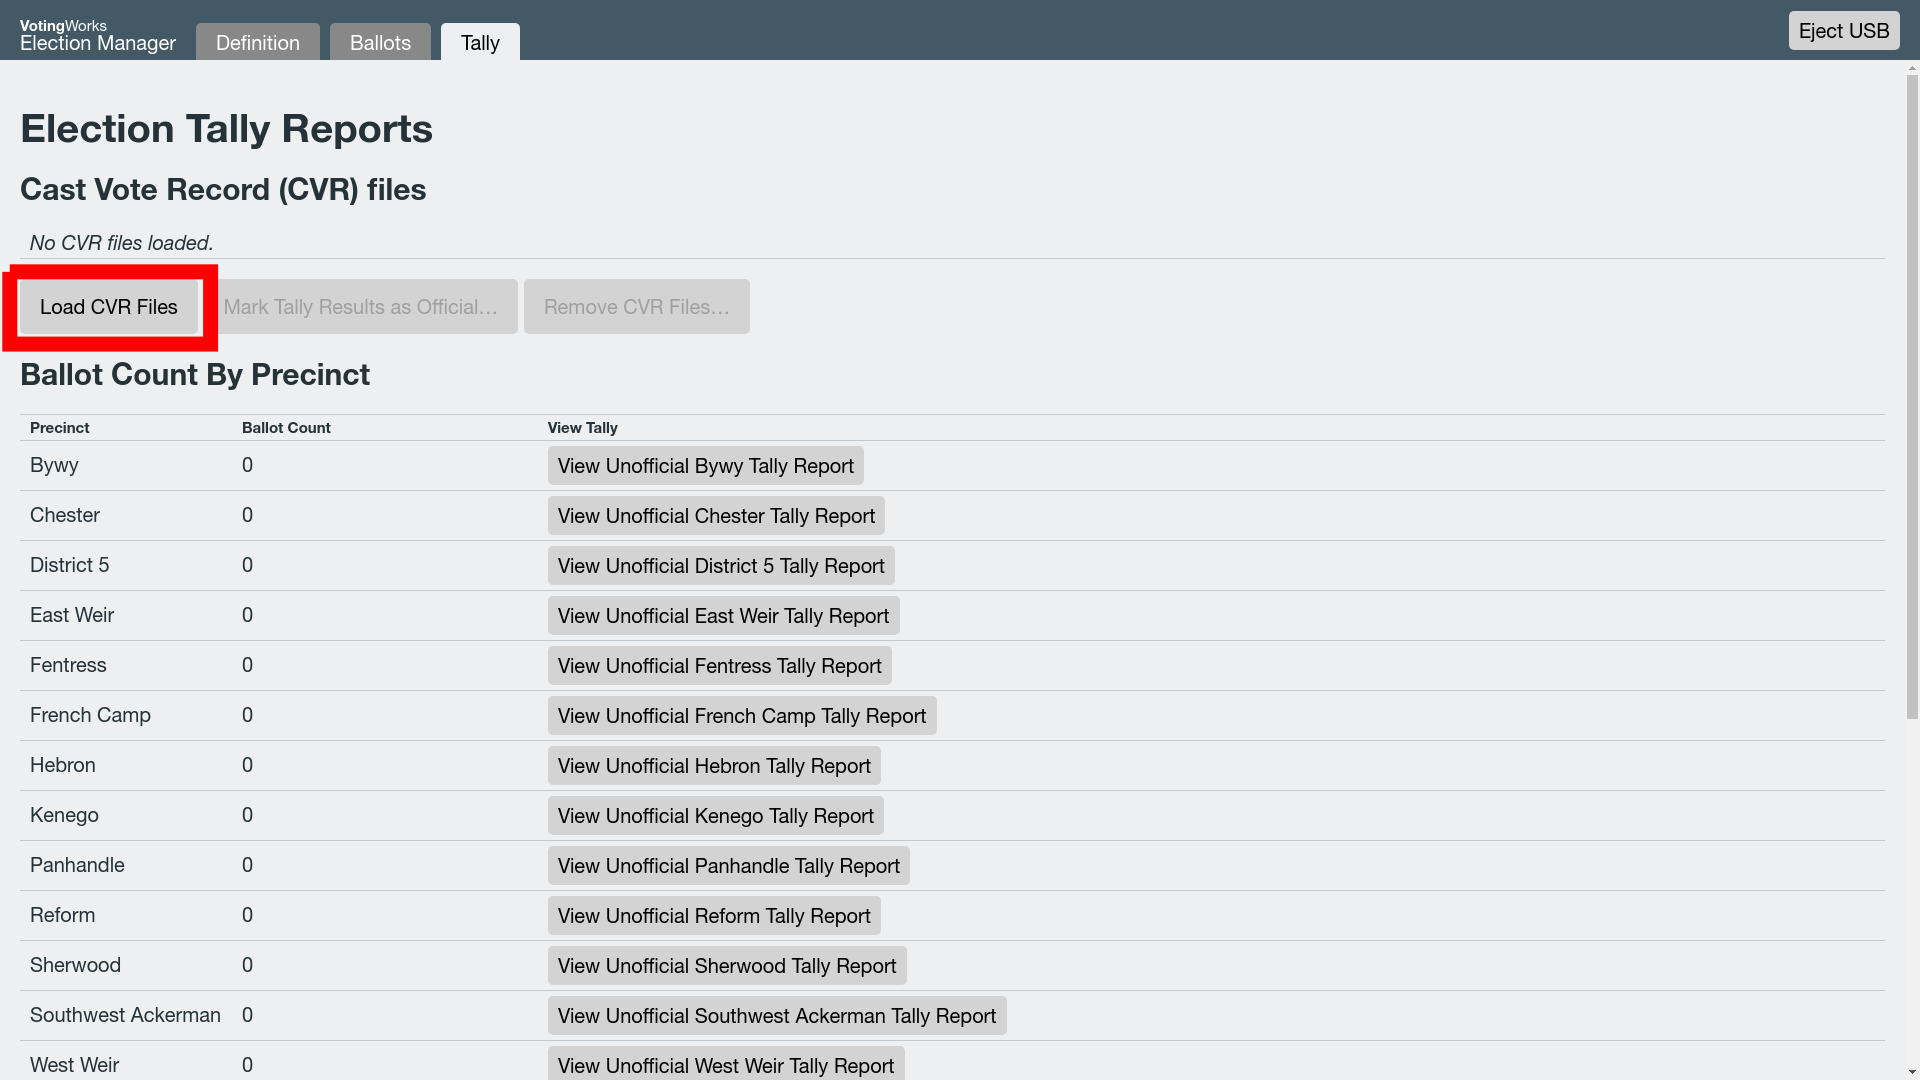 VotingWorks
Election Manager
Definition
Ballots
Tally
Eject USB
Election Tally Reports
Cast Vote Record (CVR) files
No CVR files loaded.
Load CVR Files
Mark Tally Results as Official…
Remove CVR Files…
Ballot Count By Precinct
Precinct Ballot Count View Tally
Bywy 0 View Unofficial Bywy Tally Report
Chester 0 View Unofficial Chester Tally Report
District 5 0 View Unofficial District 5 Tally Report
East Weir 0 View Unofficial East Weir Tally Report
Fentress 0 View Unofficial Fentress Tally Report
French Camp 0 View Unofficial French Camp Tally Report
Hebron 0 View Unofficial Hebron Tally Report
Kenego 0 View Unofficial Kenego Tally Report
Panhandle 0 View Unofficial Panhandle Tally Report
Reform 0 View Unofficial Reform Tally Report
Sherwood 0 View Unofficial Sherwood Tally Report
Southwest Ackerman 0 View Unofficial Southwest Ackerman Tally Report
West Weir 0 View Unofficial West Weir Tally Report